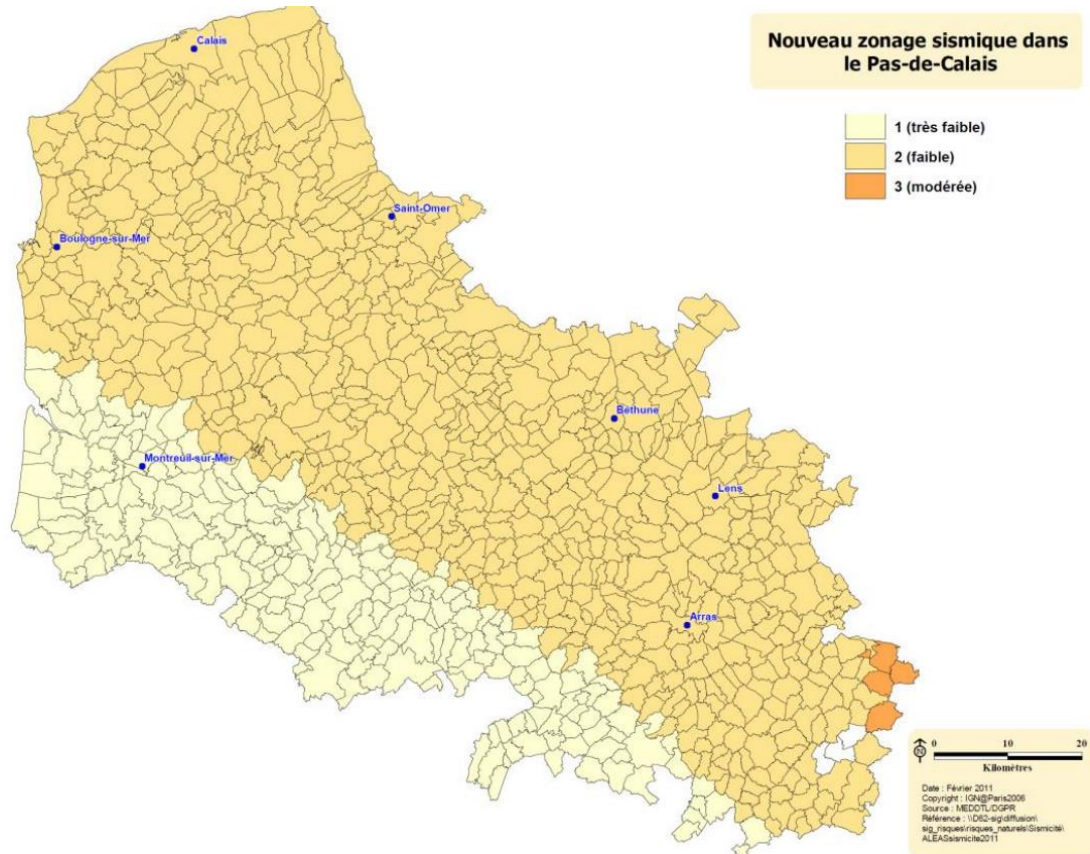 Nouveau zonage sismique dans
le Pas-de-Calais
1 (très faible)
2 (faible)
3 (modérée)
Calais
Saint-Omer
Boulogne-sur-Mer
Béthune
Montreuil-sur-Mer
Lens
Arras
N
0 10 20
Kilomètres
Date : Février 2011
Copyright : IGN@Paris2006
Source : MEDDTL/DGPR
Référence : \\D62-sig\diffusion\
sig_risques\risques_naturels\Sismicité\
ALEASsismicite2011